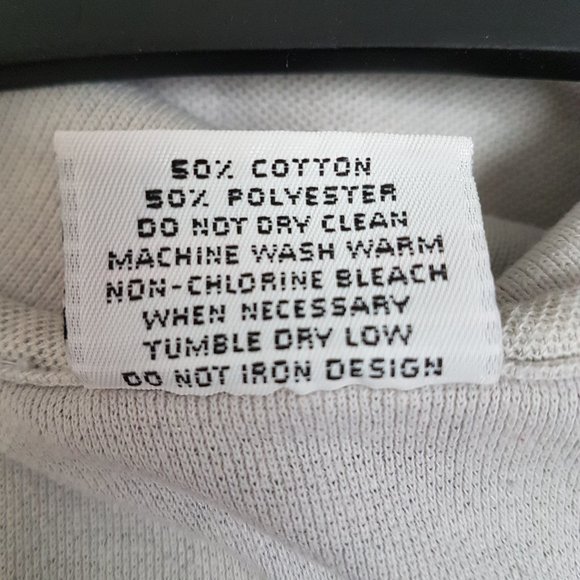 50% COTTON
50% POLYESTER
DO NOT DRY CLEAN
MACHINE WASH WARM
NON-CHLORINE BLEACH
WHEN NECESSARY
TUMBLE DRY LOW
DO NOT IRON DESIGN